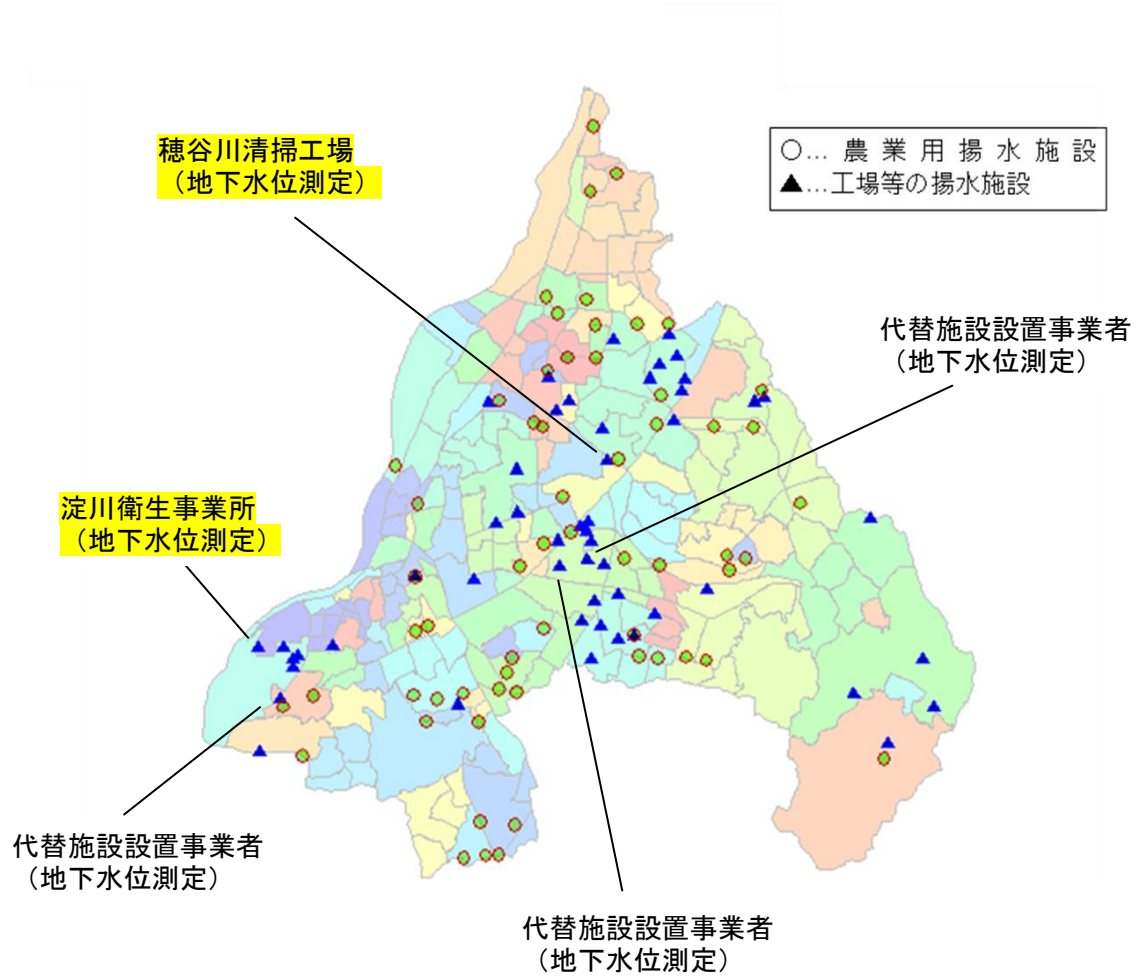 穂谷川清掃工場
（地下水位測定）
○… 農業用揚水施設
▲…工場等の揚水施設
代替施設設置事業者
（地下水位測定）
淀川衛生事業所
（地下水位測定）
代替施設設置事業者
（地下水位測定）
代替施設設置事業者
（地下水位測定）